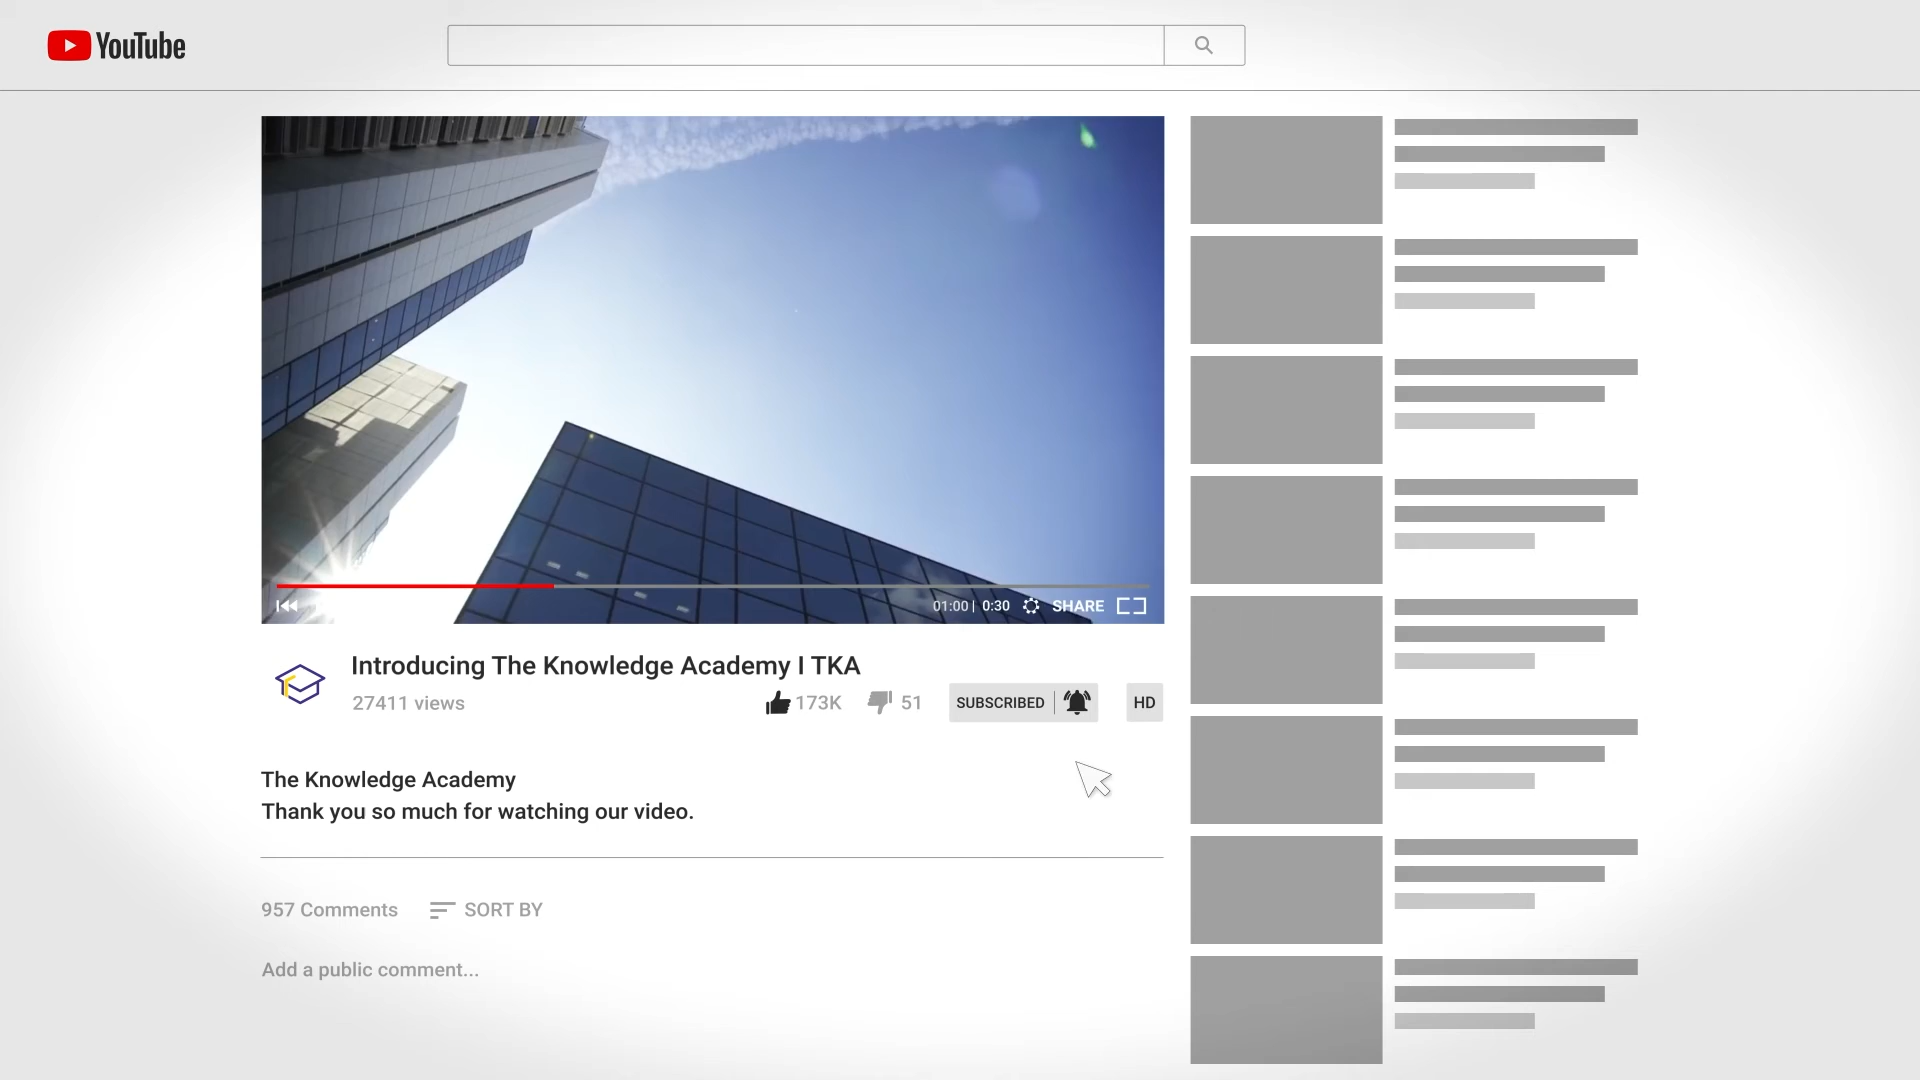 YouTube
01:00 | 0:30 SHARE
Introducing The Knowledge Academy I TKA
27411 views
173K 51 SUBSCRIBED HD
The Knowledge Academy
Thank you so much for watching our video.
957 Comments SORT BY
Add a public comment...